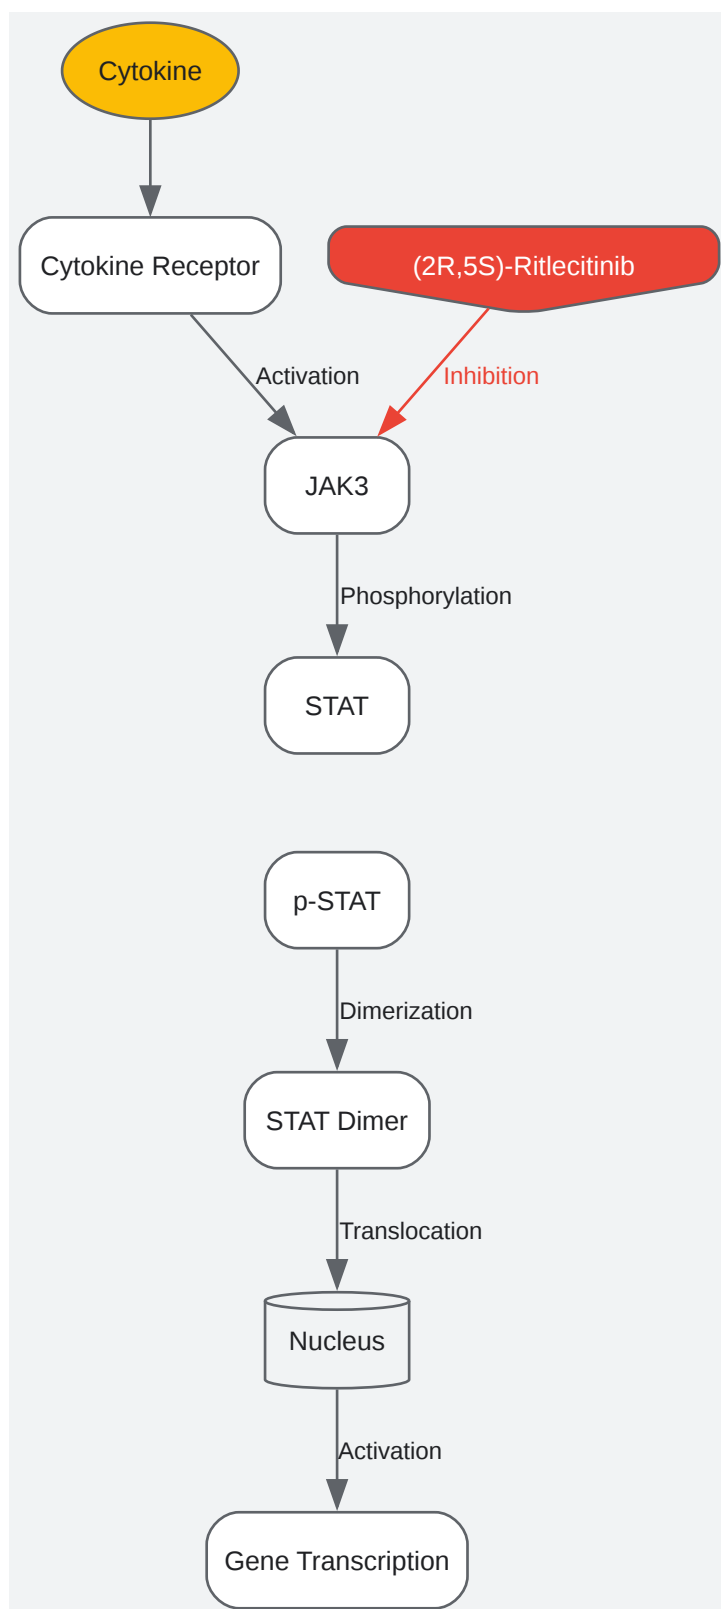 Cytokine
Cytokine Receptor
(2R,5S)-Ritlecitinib
Activation
Inhibition
JAK3
Phosphorylation
STAT
p-STAT
Dimerization
STAT Dimer
Translocation
Nucleus
Activation
Gene Transcription